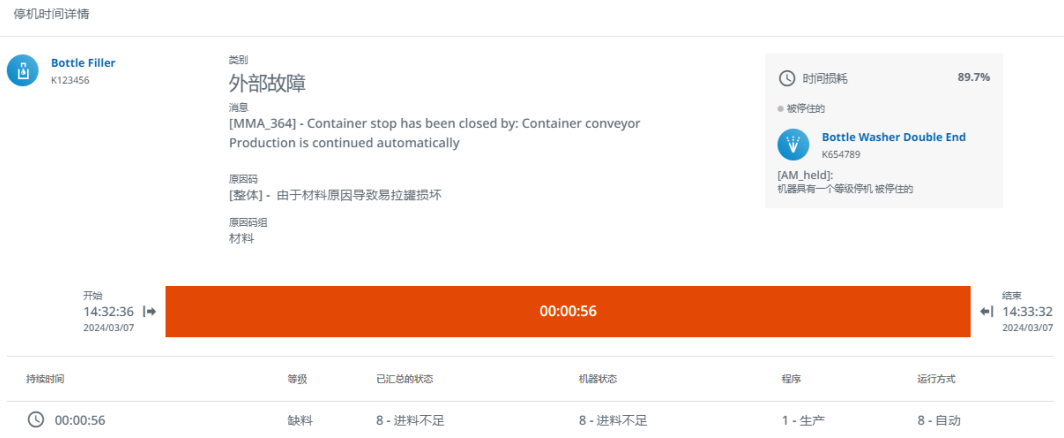 停机时间详情
Bottle Filler
K123456
类别
外部故障
消息
[MMA_364] - Container stop has been closed by: Container conveyor
Production is continued automatically
原因码
[整体] - 由于材料原因导致易拉罐损坏
原因码组
材料
时间损耗 89.7%
被停住的
Bottle Washer Double End
K654789
[AM_held]:
机器具有一个等级停机 被停住的
开始
14:32:36
2024/03/07
00:00:56
结束
14:33:32
2024/03/07
持续时间 等级 已汇总的状态 机器状态 程序 运行方式
00:00:56 缺料 8 - 进料不足 8 - 进料不足 1 - 生产 8 - 自动